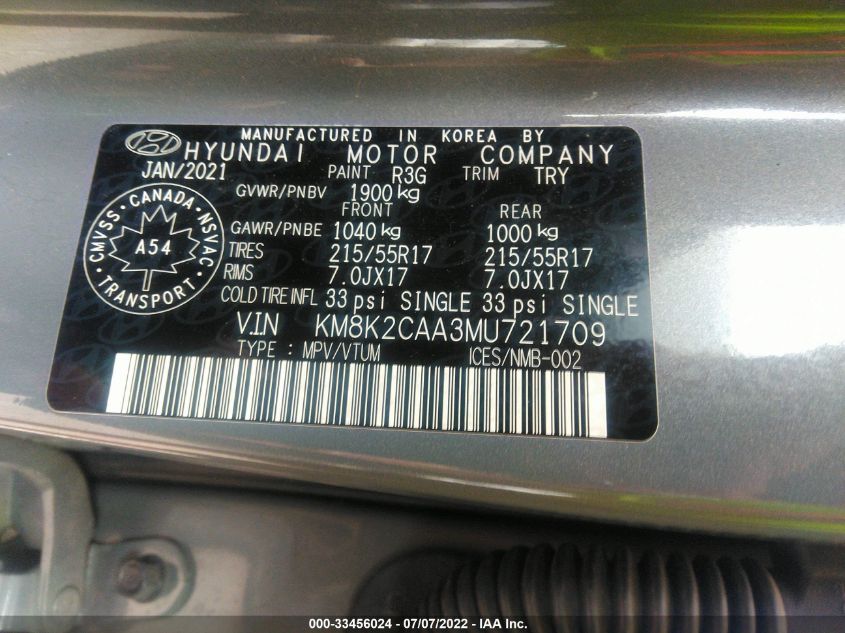 MANUFACTURED IN KOREA BY
HYUNDAI MOTOR COMPANY
JAN/2021 PAINT R3G TRIM TRY
GVWR/PNBV 1900kg
FRONT REAR
GAWR/PNBE 1040 kg 1000 kg
TIRES 215/55R17 215/55R17
RIMS 7.0JX17 7.0JX17
COLD TIRE INFL 33 psi SINGLE 33 psi SINGLE
CMVSS · CANADA · NSVAC
A54
· TRANSPORT ·
V.I.N KM8K2CAA3MU721709
TYPE : MPV/VTUM ICES/NMB-002
000-33456024 - 07/07/2022 - IAA Inc.